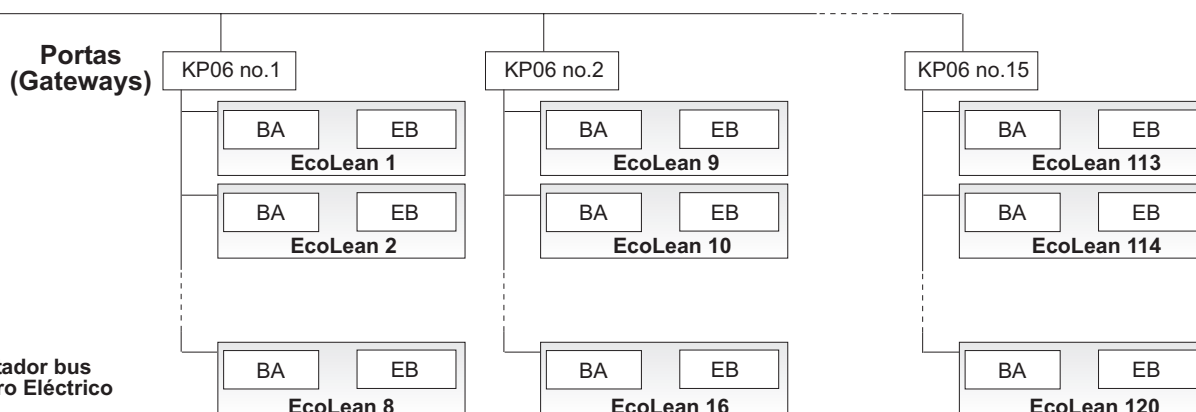 Portas
(Gateways)
KP06 no.1
KP06 no.2
KP06 no.15
BA EB
EcoLean 1
BA EB
EcoLean 9
BA EB
EcoLean 113
BA EB
EcoLean 2
BA EB
EcoLean 10
BA EB
EcoLean 114
bus
Eléctrico
BA EB
EcoLean 8
BA EB
EcoLean 16
BA EB
EcoLean 120